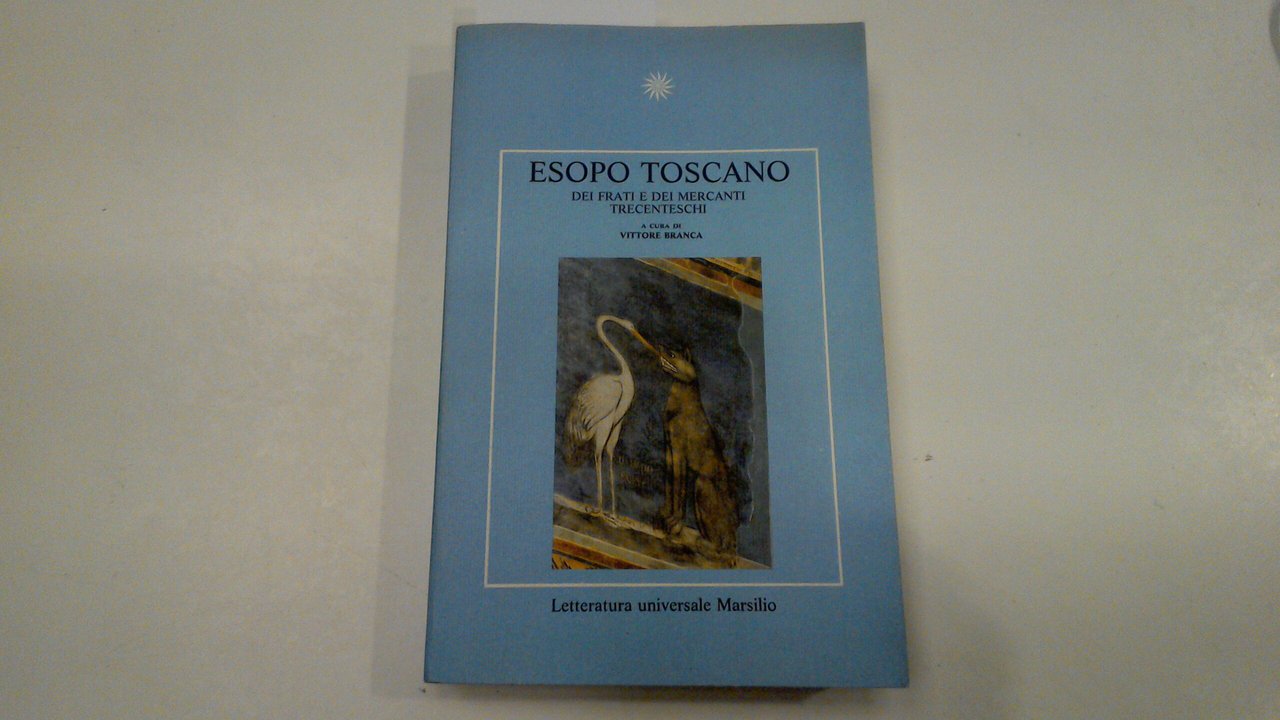 ESOPO TOSCANO
DEI FRATI E DEI MERCANTI
TRECENTESCHI
A CURA DI
VITTORE BRANCA
Letteratura universale Marsilio